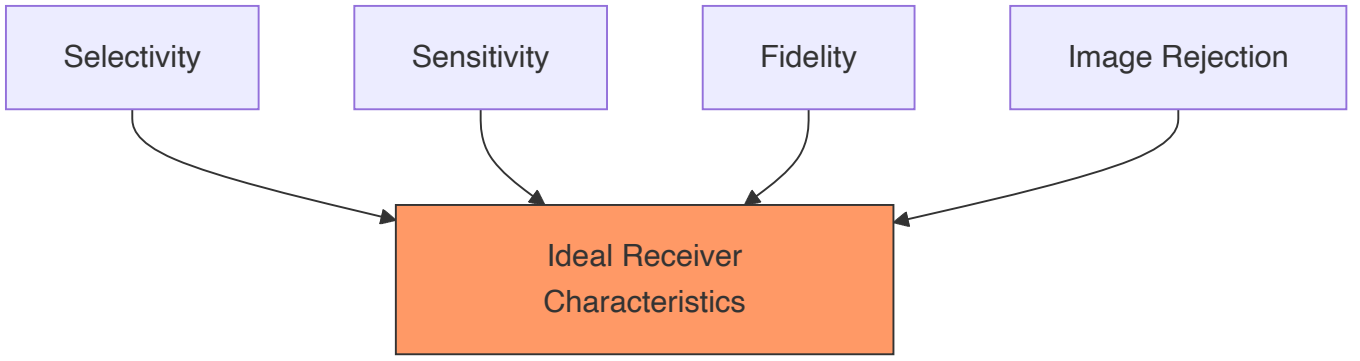 Selectivity
Sensitivity
Fidelity
Image Rejection
Ideal Receiver
Characteristics